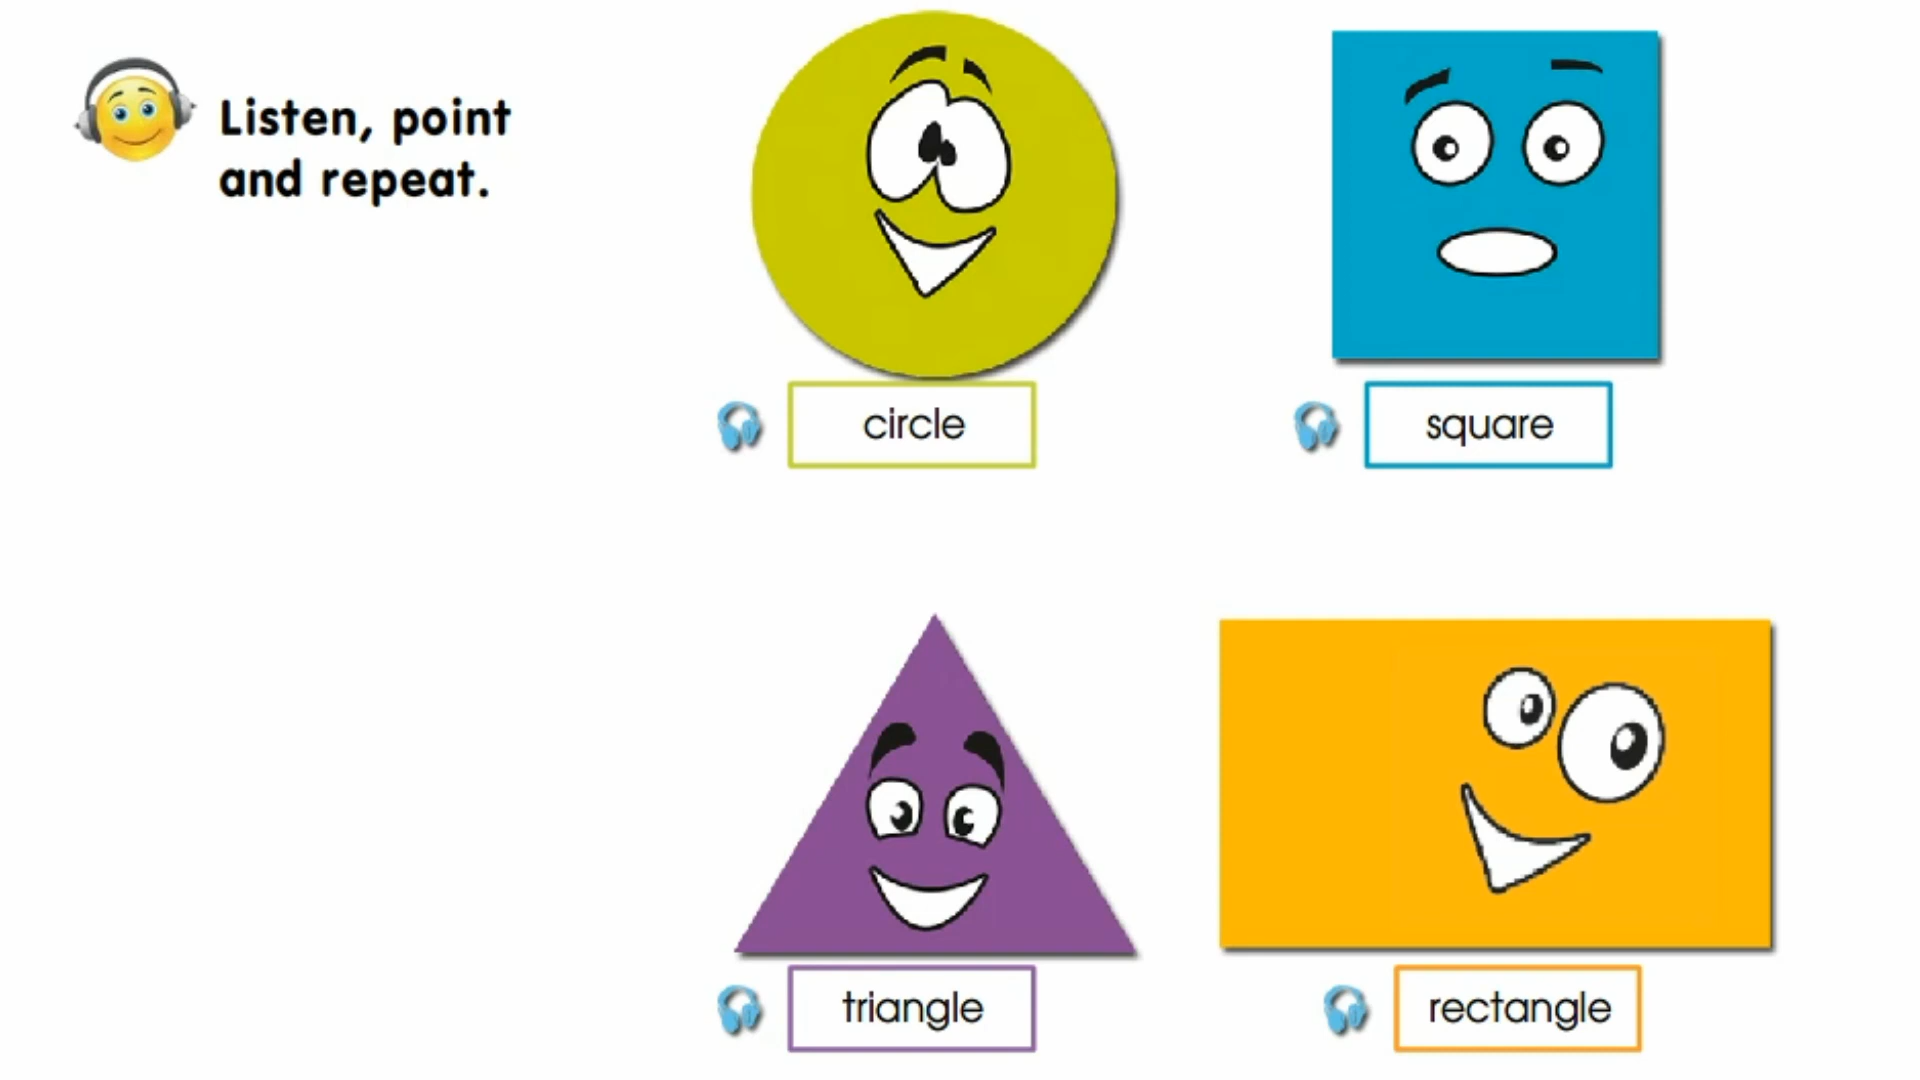 Listen, point
and repeat.
circle
square
triangle
rectangle